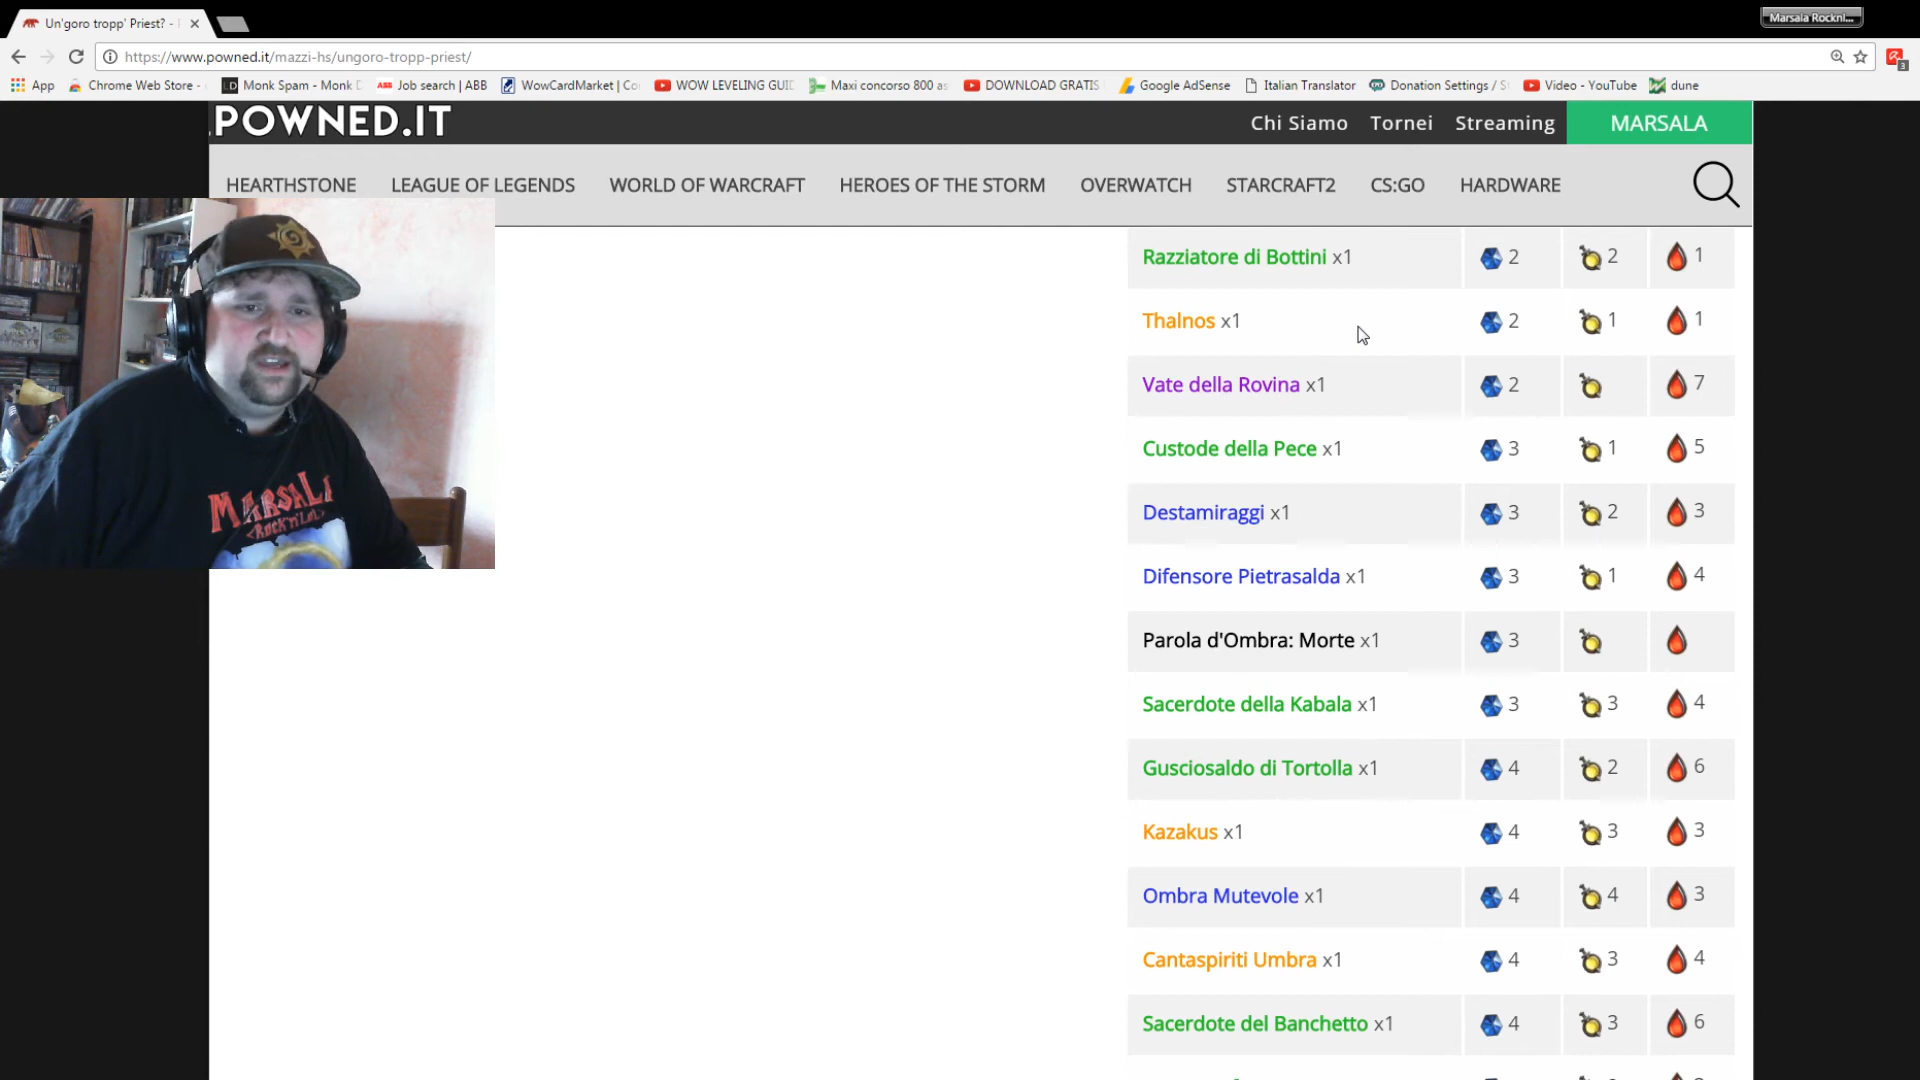 Un'goro tropp' Priest? -
Marsala Rockni...
https://www.powned.it/mazzi-hs/ungoro-tropp-priest/
App Chrome Web Store - Monk Spam - Monk Job search | ABB WowCardMarket | Co WOW LEVELING GUID Maxi concorso 800 as DOWNLOAD GRATIS Google AdSense Italian Translator Donation Settings / S Video - YouTube dune
POWNED.IT Chi Siamo Tornei Streaming MARSALA
HEARTHSTONE LEAGUE OF LEGENDS WORLD OF WARCRAFT HEROES OF THE STORM OVERWATCH STARCRAFT2 CS:GO HARDWARE
Razziatore di Bottini x1 2 2 1
Thalnos x1 2 1 1
Vate della Rovina x1 2 7
Custode della Pece x1 3 1 5
Destamiraggi x1 3 2 3
Difensore Pietrasalda x1 3 1 4
Parola d'Ombra: Morte x1 3
Sacerdote della Kabala x1 3 3 4
Gusciosaldo di Tortolla x1 4 2 6
Kazakus x1 4 3 3
Ombra Mutevole x1 4 4 3
Cantaspiriti Umbra x1 4 3 4
Sacerdote del Banchetto x1 4 3 6
MARSALA
<Rock'n'LoL>